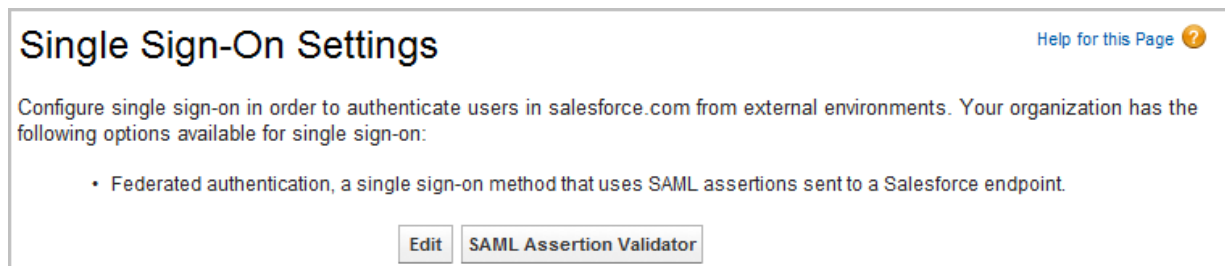 Single Sign-On Settings
Help for this Page ?
Configure single sign-on in order to authenticate users in salesforce.com from external environments. Your organization has the
following options available for single sign-on:
• Federated authentication, a single sign-on method that uses SAML assertions sent to a Salesforce endpoint.
Edit SAML Assertion Validator